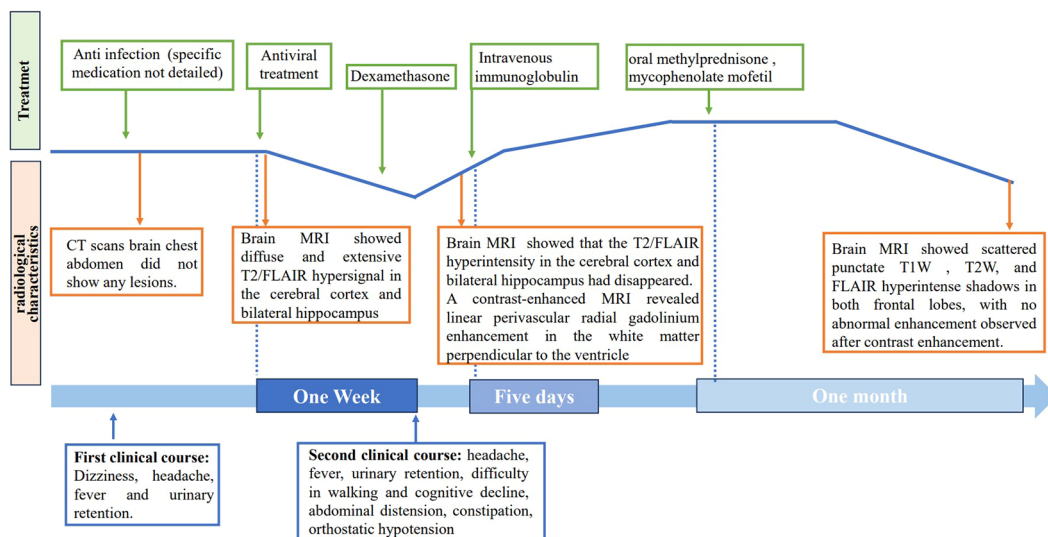 Treatmet
Anti infection (specific
medication not detailed)
Antiviral
treatment
Dexamethasone
Intravenous
immunoglobulin
oral methylprednisone ,
mycophenolate mofetil
radiological
characteristics
CT scans brain chest
abdomen did not
show any lesions.
Brain MRI showed
diffuse and extensive
T2/FLAIR hypersignal in
the cerebral cortex and
bilateral hippocampus
Brain MRI showed that the T2/FLAIR
hyperintensity in the cerebral cortex and
bilateral hippocampus had disappeared.
A contrast-enhanced MRI revealed
linear perivascular radial gadolinium
enhancement in the white matter
perpendicular to the ventricle
Brain MRI showed scattered
punctate T1W , T2W, and
FLAIR hyperintense shadows in
both frontal lobes, with no
abnormal enhancement observed
after contrast enhancement.
One Week
Five days
One month
First clinical course:
Dizziness, headache,
fever and urinary
retention.
Second clinical course: headache,
fever, urinary retention, difficulty
in walking and cognitive decline,
abdominal distension, constipation,
orthostatic hypotension